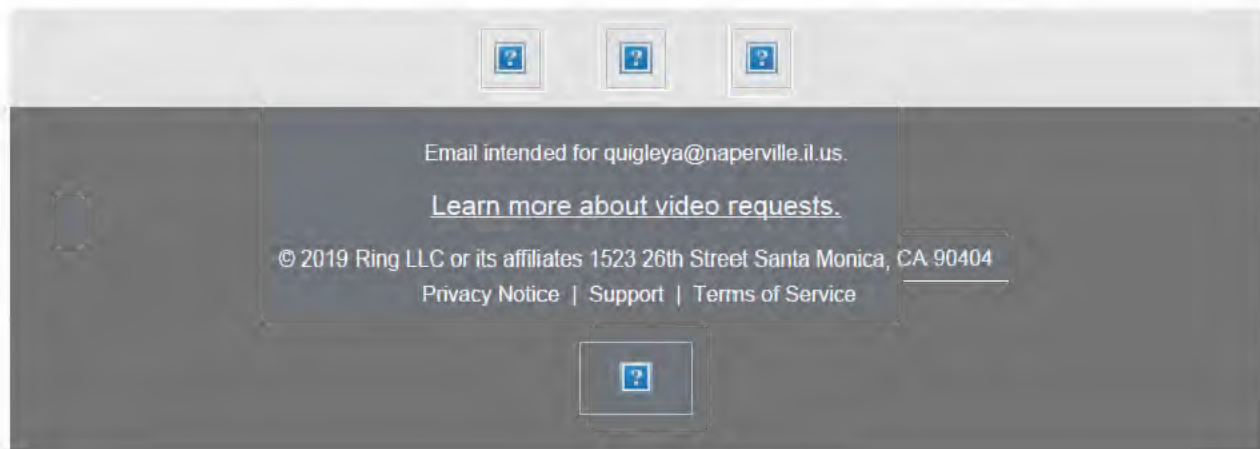 Email intended for quigleya@naperville.il.us.
Learn more about video requests.
© 2019 Ring LLC or its affiliates 1523 26th Street Santa Monica, CA 90404
Privacy Notice | Support | Terms of Service